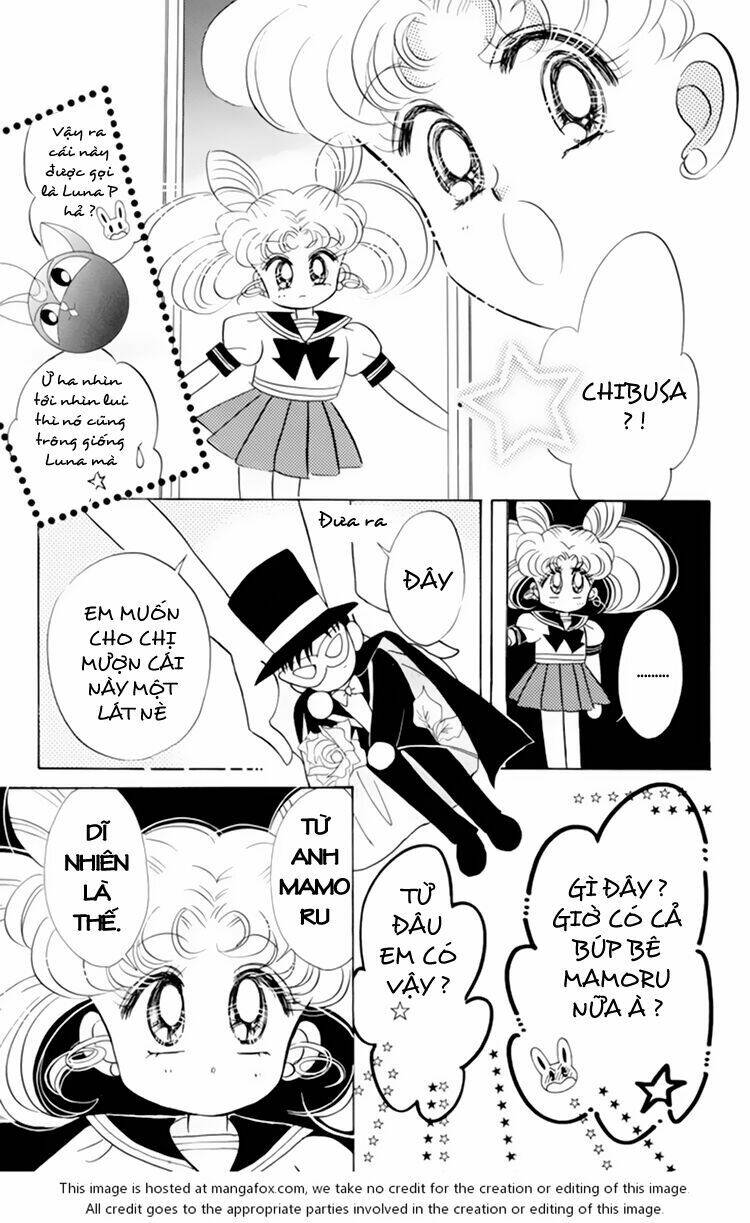 Vậy ra
cái này
được gọi
là Luna P
hả ?
Ừ ha nhìn
tới nhìn lui
thì nó cũng
trông giống
Luna mà
CHIBUSA
? !
Đưa ra
ĐÂY
EM MUỐN
CHO CHỊ
MƯỢN CÁI
NÀY MỘT
LÁT NÈ
..........
GÌ ĐÂY ?
GIỜ CÓ CẢ
BÚP BÊ
MAMORU
NỮA À ?
TỪ
ĐÂU
EM CÓ
VẬY ?
TỪ
ANH
MAMO
RU
DĨ
NHIÊN
LÀ
THẾ.
This image is hosted at mangafox.com, we take no credit for the creation or editing of this image.
All credit goes to the appropriate parties involved in the creation or editing of this image.